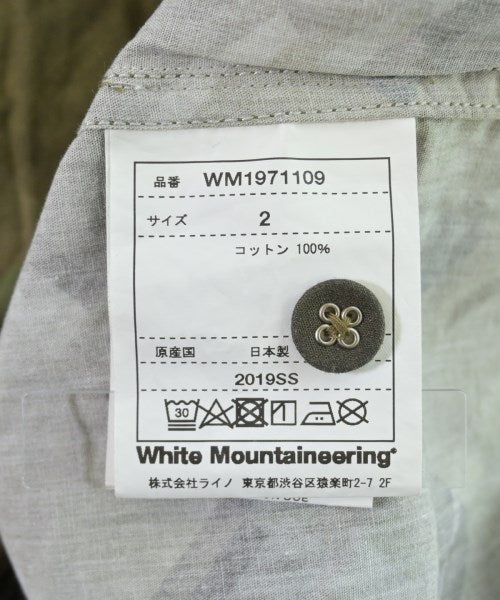 品番 WM1971109
サイズ 2
コットン 100%
原産国 日本製
2019SS
30
White Mountaineering®
株式会社ライノ 東京都渋谷区猿楽町2-7 2F